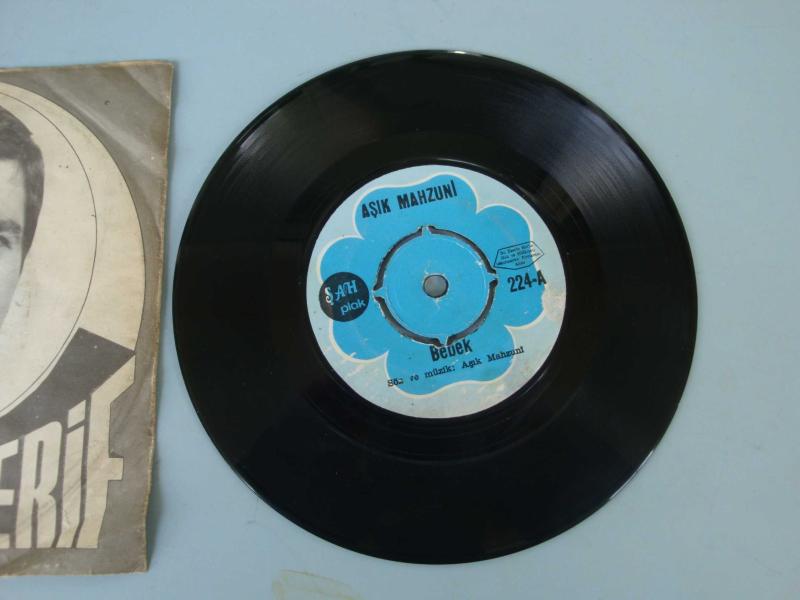 AŞIK MAHZUNİ
ŞAH
plak
224-A
Bebek
Söz ve müzik: Aşık Mahzuni
ERİF